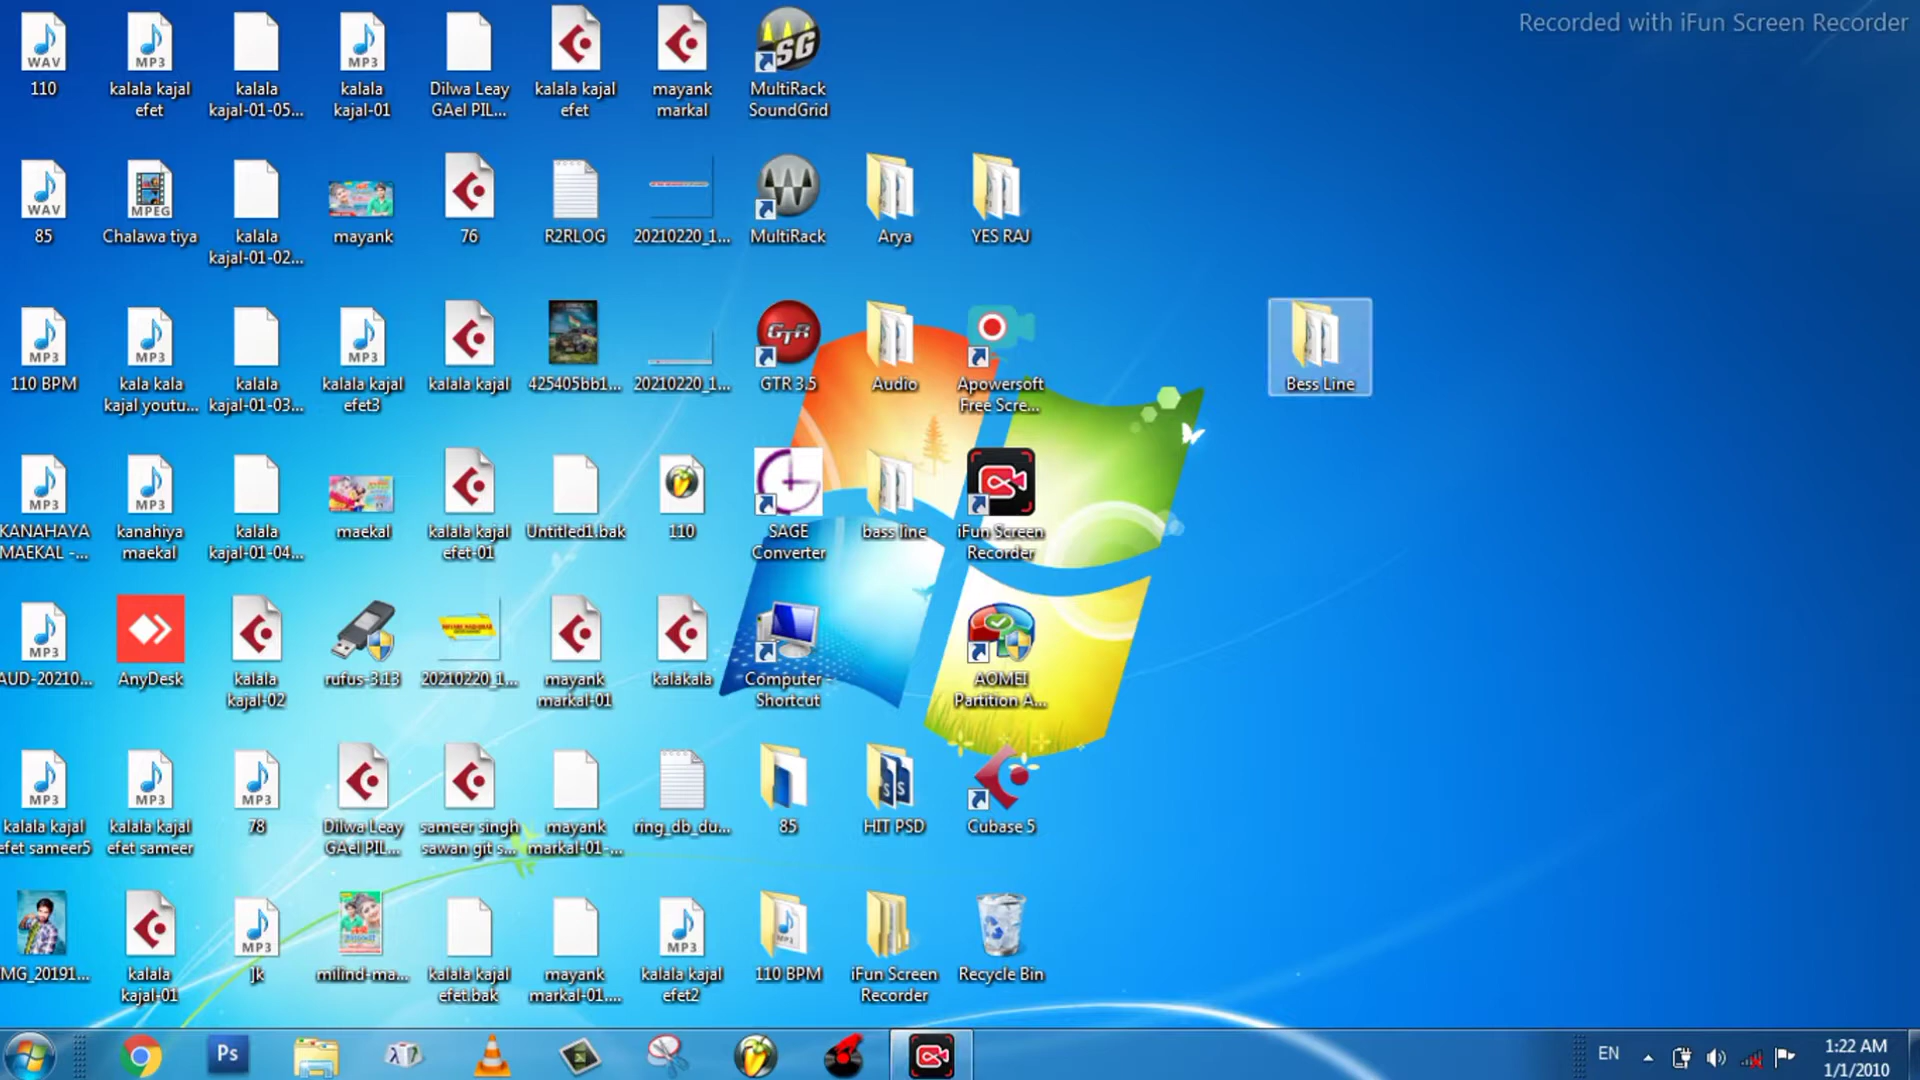 Recorded with iFun Screen Recorder
110
kalala kajal
efet
kalala
kajal-01-05...
kalala
kajal-01
Dilwa Leay
GAel PIL...
kalala kajal
efet
mayank
markal
MultiRack
SoundGrid
WAV
MP3
MP3
SG
85
Chalawa tiya
kalala
kajal-01-02...
mayank
76
R2RLOG
20210220_1...
MultiRack
Arya
YES RAJ
WAV
MPEG
110 BPM
kala kala
kajal youtu...
kalala
kajal-01-03...
kalala kajal
efet3
kalala kajal
425405bb1...
20210220_1...
GTR 3.5
Audio
Apowersoft
Free Scre...
Bess Line
MP3
MP3
MP3
GTR
KANAHAYA
MAEKAL -...
kanahiya
maekal
kalala
kajal-01-04...
maekal
kalala kajal
efet-01
Untitled1.bak
110
SAGE
Converter
bass line
iFun Screen
Recorder
MP3
MP3
AUD-20210...
AnyDesk
kalala
kajal-02
rufus-3.13
20210220_1...
mayank
markal-01
kalakala
Computer -
Shortcut
AOMEI
Partition A...
MP3
kalala kajal
efet sameer5
kalala kajal
efet sameer
78
Dilwa Leay
GAel PIL...
sameer singh
sawan git s...
mayank
markal-01-...
ring_db_du...
85
HIT PSD
Cubase 5
MP3
MP3
MP3
MG_20191...
kalala
kajal-01
jk
milind-ma...
kalala kajal
efet.bak
mayank
markal-01....
kalala kajal
efet2
110 BPM
iFun Screen
Recorder
Recycle Bin
MP3
MP3
MP3
Ps
EN
1:22 AM
1/1/2010